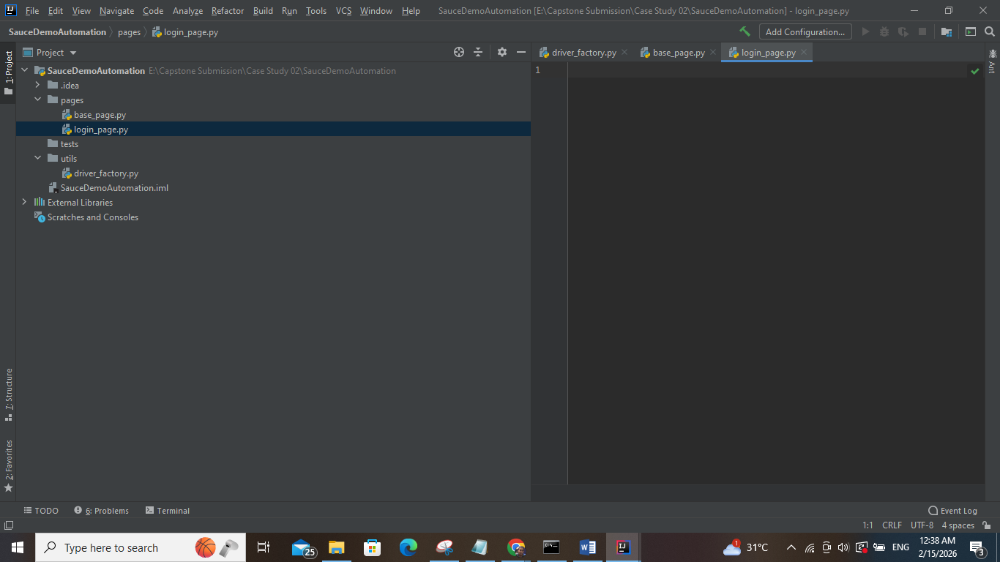 IJ File Edit View Navigate Code Analyze Refactor Build Run Tools VCS Window Help SauceDemoAutomation [E:\Capstone Submission\Case Study 02\SauceDemoAutomation] - login_page.py
SauceDemoAutomation pages login_page.py Add Configuration...
1: Project
Project
driver_factory.py base_page.py login_page.py
SauceDemoAutomation E:\Capstone Submission\Case Study 02\SauceDemoAutomation
1
Ant
.idea
pages
base_page.py
login_page.py
tests
utils
driver_factory.py
SauceDemoAutomation.iml
External Libraries
Scratches and Consoles
7: Structure
2: Favorites
TODO 6: Problems Terminal Event Log
1:1 CRLF UTF-8 4 spaces
Type here to search 25 W IJ 1 31°C ENG 12:38 AM
2/15/2026 3